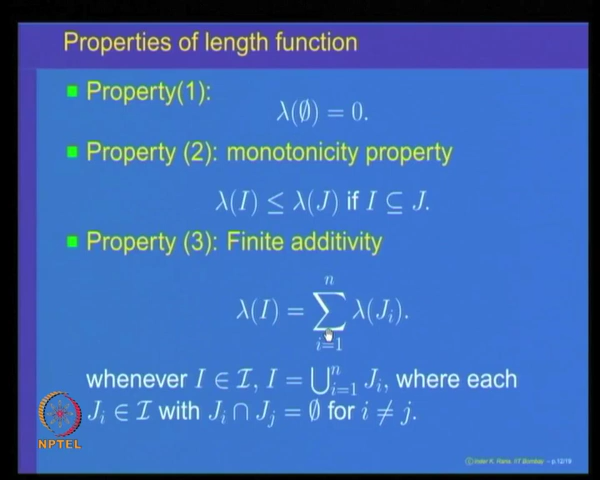 Properties of length function
Property(1):
λ(∅) = 0.
Property (2): monotonicity property
λ(I) ≤ λ(J) if I ⊆ J.
Property (3): Finite additivity
λ(I) = ∑_{i=1}^{n} λ(J_i).
whenever I ∈ ℐ, I = ⋃_{i=1}^{n} J_i, where each
J_i ∈ ℐ with J_i ∩ J_j = ∅ for i ≠ j.
NPTEL
© Inder K. Rana, IIT Bombay – p.12/19